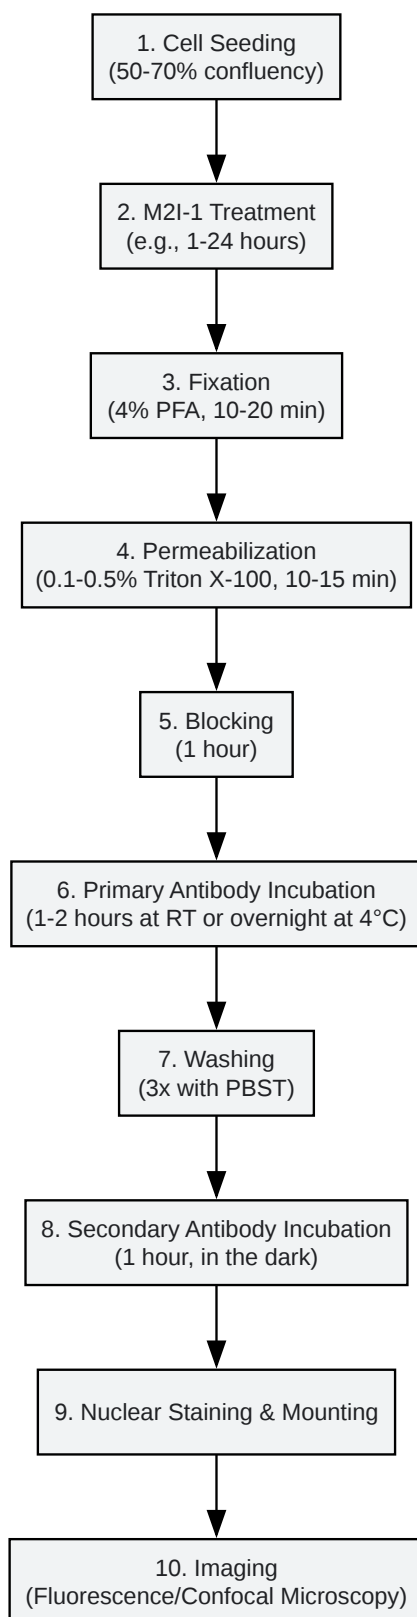 1. Cell Seeding
(50-70% confluency)
2. M2I-1 Treatment
(e.g., 1-24 hours)
3. Fixation
(4% PFA, 10-20 min)
4. Permeabilization
(0.1-0.5% Triton X-100, 10-15 min)
5. Blocking
(1 hour)
6. Primary Antibody Incubation
(1-2 hours at RT or overnight at 4°C)
7. Washing
(3x with PBST)
8. Secondary Antibody Incubation
(1 hour, in the dark)
9. Nuclear Staining & Mounting
10. Imaging
(Fluorescence/Confocal Microscopy)